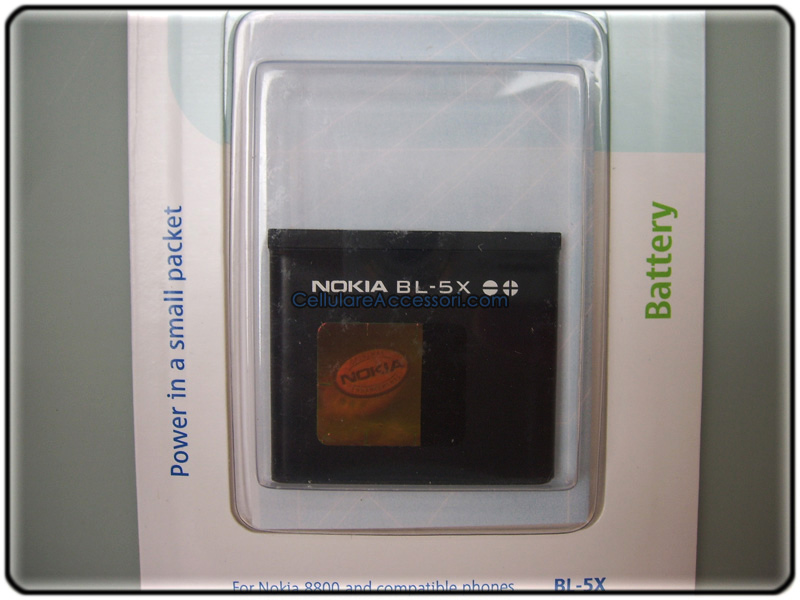 Power in a small packet
Battery
NOKIA BL-5X
CellulareAccessori.com
NOKIA
For Nokia 8800 and compatible phones
BL-5X